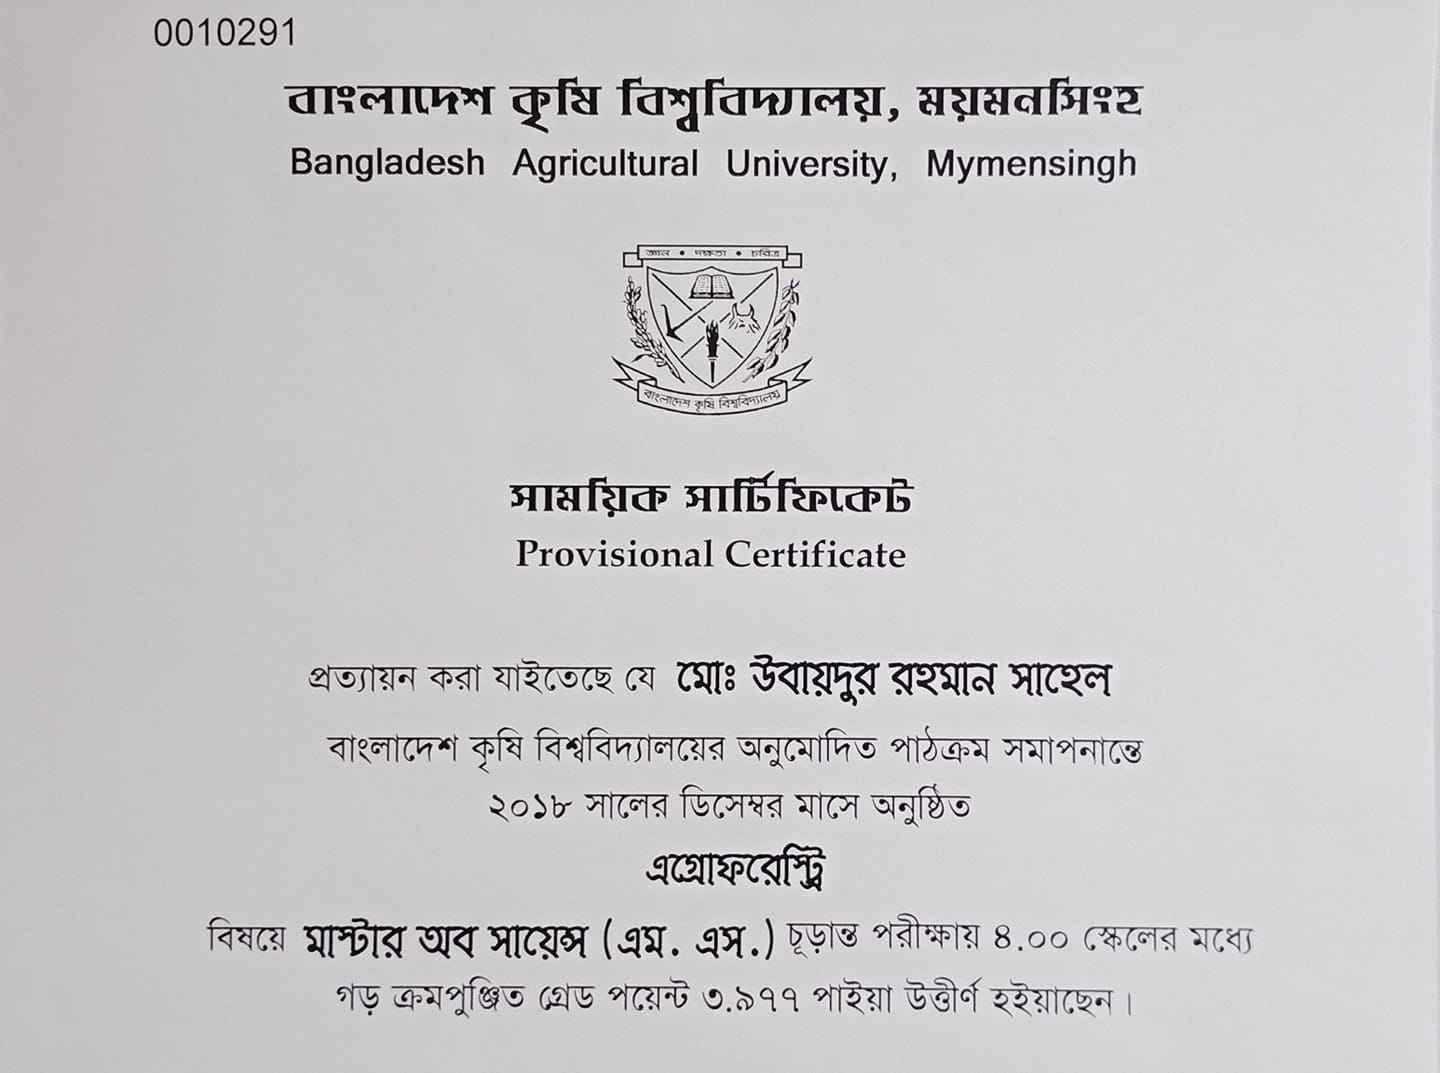 0010291
বাংলাদেশ কৃষি বিশ্ববিদ্যালয়, ময়মনসিংহ
Bangladesh Agricultural University, Mymensingh
জ্ঞান • দক্ষতা • চরিত্র
বাংলাদেশ কৃষি বিশ্ববিদ্যালয়
সাময়িক সার্টিফিকেট
Provisional Certificate
প্রত্যায়ন করা যাইতেছে যে মোঃ উবায়দুর রহমান সাহেল
বাংলাদেশ কৃষি বিশ্ববিদ্যালয়ের অনুমোদিত পাঠক্রম সমাপনান্তে
২০১৮ সালের ডিসেম্বর মাসে অনুষ্ঠিত
এগ্রোফরেস্ট্রি
বিষয়ে মাস্টার অব সায়েন্স (এম. এস.) চূড়ান্ত পরীক্ষায় ৪.০০ স্কেলের মধ্যে
গড় ক্রমপুঞ্জিত গ্রেড পয়েন্ট ৩.৯৭৭ পাইয়া উত্তীর্ণ হইয়াছেন।